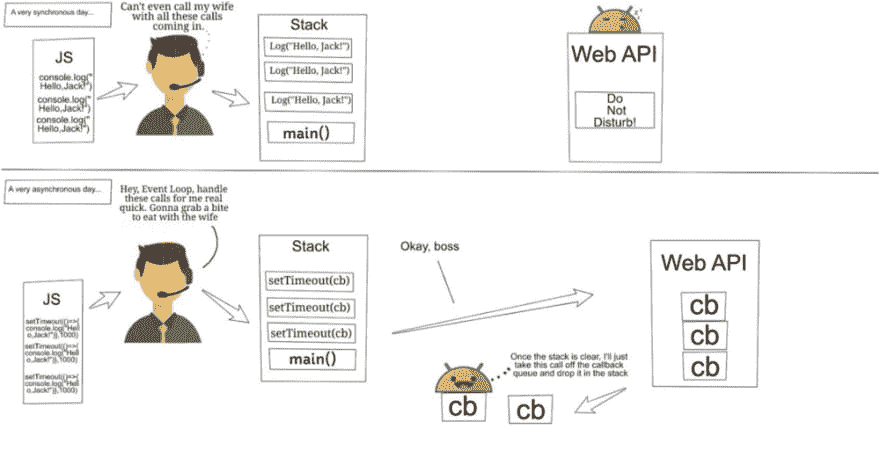 A very synchronous day...
Can't even call my wife
with all these calls
coming in.
JS
console.log("
Hello,Jack!")
console.log("
Hello,Jack!")
console.log("
Hello,Jack!")
Stack
Log("Hello, Jack!")
Log("Hello, Jack!")
Log("Hello, Jack!")
main()
Web API
Do
Not
Disturb!
A very asynchronous day...
Hey, Event Loop, handle
these calls for me real
quick. Gonna grab a bite
to eat with the wife
JS
setTimeout(()=>{
console.log("Hell
o,Jack!")},1000)
setTimeout(()=>{
console.log("Hell
o,Jack!")},1000)
setTimeout(()=>{
console.log("Hell
o,Jack!")},1000)
Stack
setTimeout(cb)
setTimeout(cb)
setTimeout(cb)
main()
Okay, boss
Web API
cb
cb
cb
Once the stack is clear, I'll just
take this call off the callback
queue and drop it in the stack
cb
cb